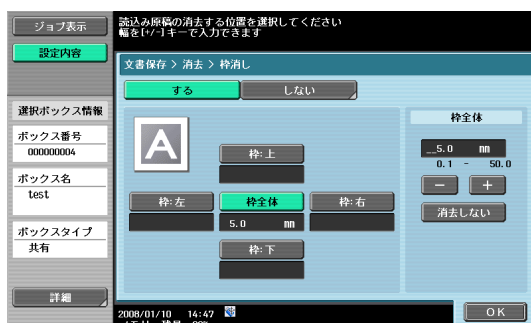 ジョブ表示
設定内容
読込み原稿の消去する位置を選択してください
幅を[+/-]キーで入力できます
文書保存 > 消去 > 枠消し
する
しない
選択ボックス情報
ボックス番号
000000004
ボックス名
test
ボックスタイプ
共有
詳細
A
枠:上
枠:左
枠全体
枠:右
5.0 mm
枠:下
枠全体
__5.0 mm
0.1 - 50.0
- +
消去しない
2008/01/10 14:47
OK